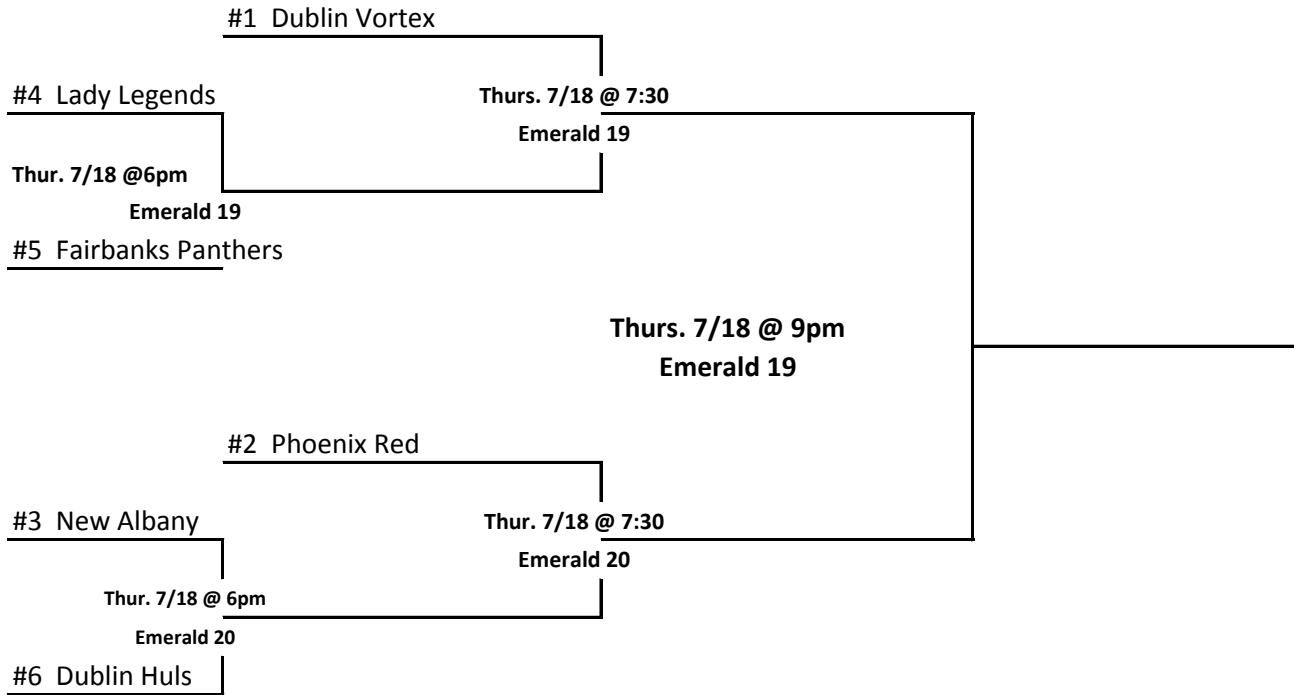 #1 Dublin Vortex
#4 Lady Legends
Thurs. 7/18 @ 7:30
Emerald 19
Thur. 7/18 @6pm
Emerald 19
#5 Fairbanks Panthers
Thurs. 7/18 @ 9pm
Emerald 19
#2 Phoenix Red
#3 New Albany
Thur. 7/18 @ 7:30
Emerald 20
Thur. 7/18 @ 6pm
Emerald 20
#6 Dublin Huls